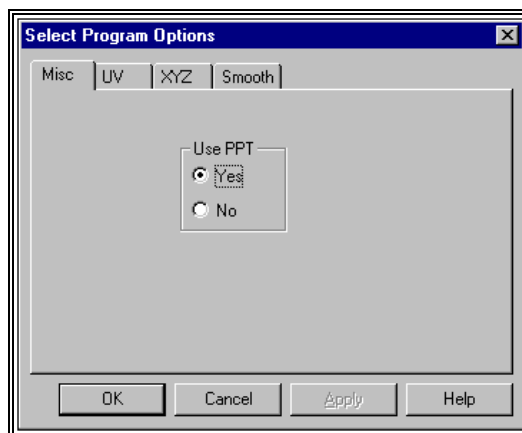 Select Program Options
Misc UV XYZ Smooth
Use PPT
Yes
No
OK Cancel Apply Help